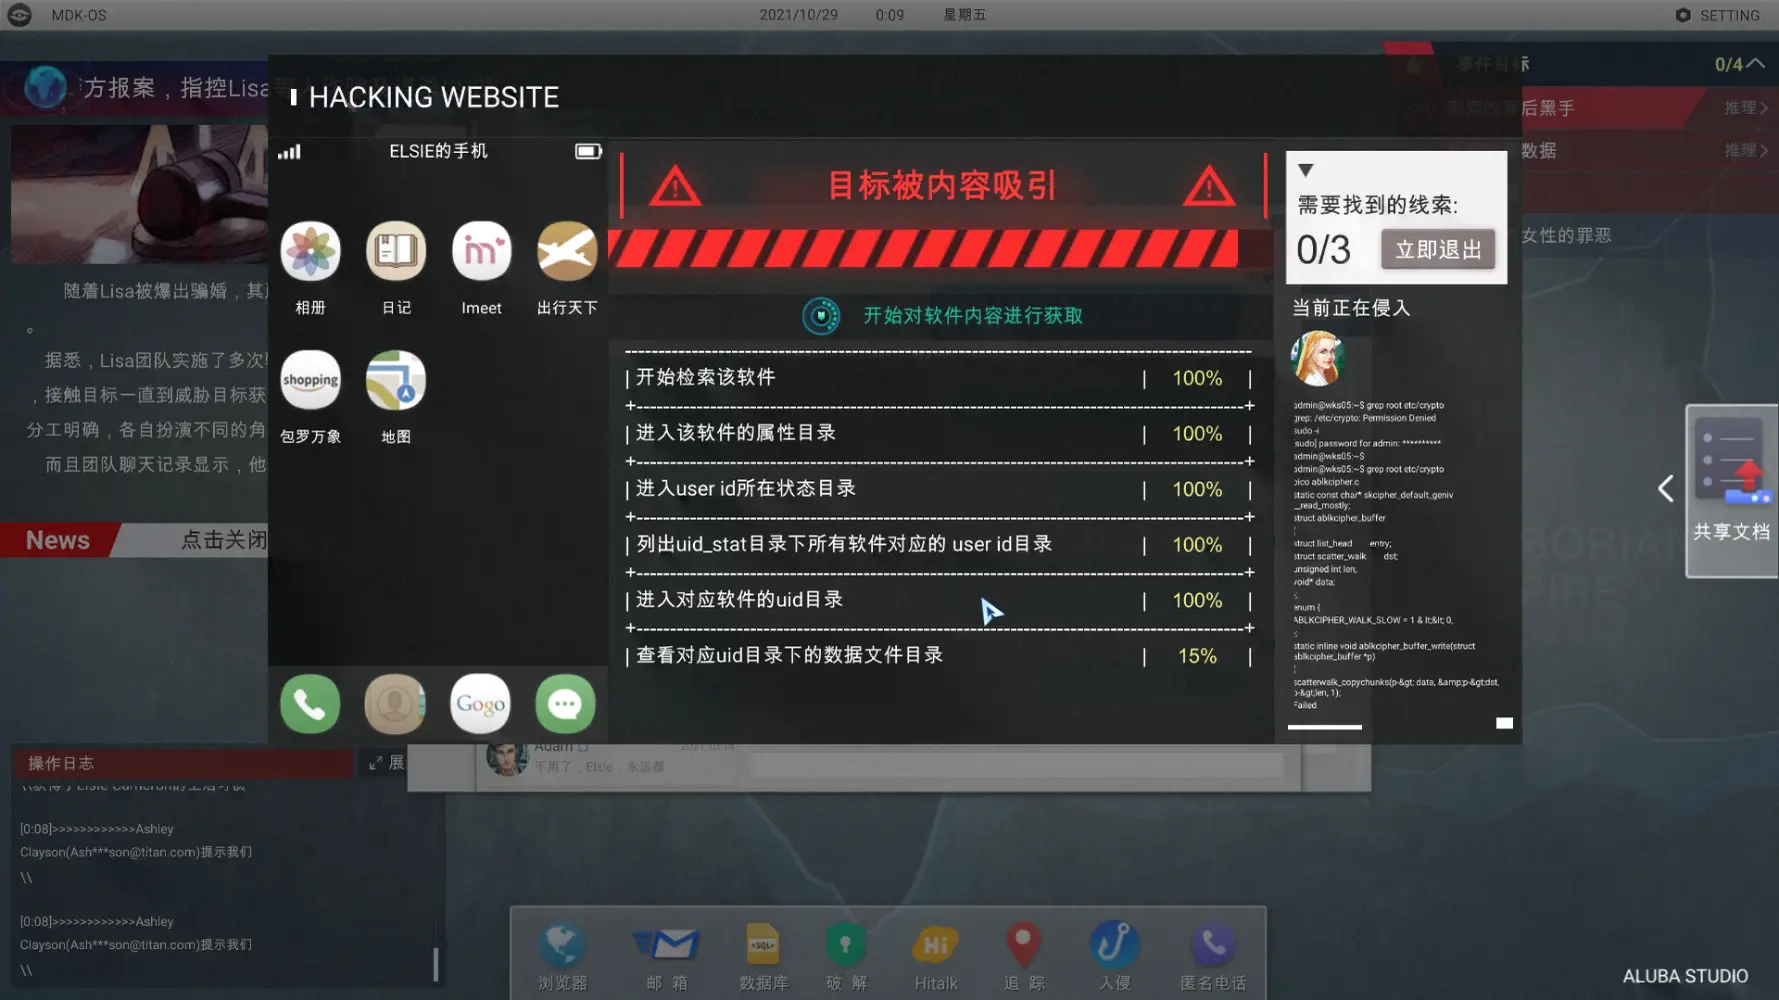 MDK-OS
2021/10/29
0:09
星期五
SETTING
方报案，指控Lisa
HACKING WEBSITE
事件目标
0/4
后黑手
推理
数据
推理
女性的罪恶
ELSIE的手机
相册
日记
Imeet
出行天下
shopping
包罗万象
地图
Gogo
目标被内容吸引
开始对软件内容进行获取
开始检索该软件
100%
进入该软件的属性目录
100%
进入user id所在状态目录
100%
列出uid_stat目录下所有软件对应的 user id目录
100%
进入对应软件的uid目录
100%
查看对应uid目录下的数据文件目录
15%
需要找到的线索:
0/3
立即退出
当前正在侵入
admin@wks05:~$ grep root etc/crypto
grep: /etc/crypto: Permission Denied
sudo -i
[sudo] password for admin: **********
admin@wks05:~$
admin@wks05:~$ grep root etc/crypto
pico ablkcipher.c
static const char* skcipher_default_geniv
__read_mostly;
struct ablkcipher_buffer
{
struct list_head entry;
struct scatter_walk dst;
unsigned int len;
void* data;
};
enum {
ABLKCIPHER_WALK_SLOW = 1 & lt;&lt; 0,
};
static inline void ablkcipher_buffer_write(struct
ablkcipher_buffer *p)
{
scatterwalk_copychunks(p-&gt; data, &amp;p-&gt;dst,
p-&gt;len, 1);
Failed
随着Lisa被爆出骗婚，其
。
据悉，Lisa团队实施了多次
，接触目标一直到威胁目标获
分工明确，各自扮演不同的角
而且团队聊天记录显示，他
News
点击关闭
共享文档
操作日志
展
[0:08]>>>>>>>>>>>>Ashley
Clayson(Ash***son@titan.com)提示我们
\\
[0:08]>>>>>>>>>>>>Ashley
Clayson(Ash***son@titan.com)提示我们
\\
Adam
2021 10 18
不用了，Elsie，永远都
浏览器
邮 箱
<SQL>
数据库
破 解
Hi
Hitalk
追 踪
入侵
匿名电话
ALUBA STUDIO